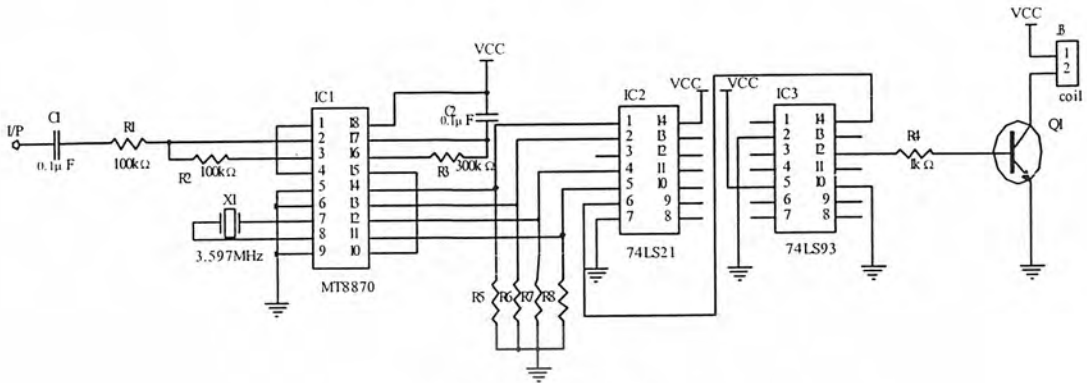 I/P
C1
0.1μ F
R1
100kΩ
R2
100kΩ
X1
3.597MHz
IC1
1
2
3
4
5
6
7
8
9
18
17
16
15
14
13
12
11
10
MT8870
VCC
C2
0.1μ F
R3
300kΩ
R5
R6
R7
R8
IC2
1
2
3
4
5
6
7
14
13
12
11
10
9
8
74LS21
VCC
VCC
IC3
1
2
3
4
5
6
7
14
13
12
11
10
9
8
74LS93
R4
1kΩ
Q1
VCC
1
2
coil